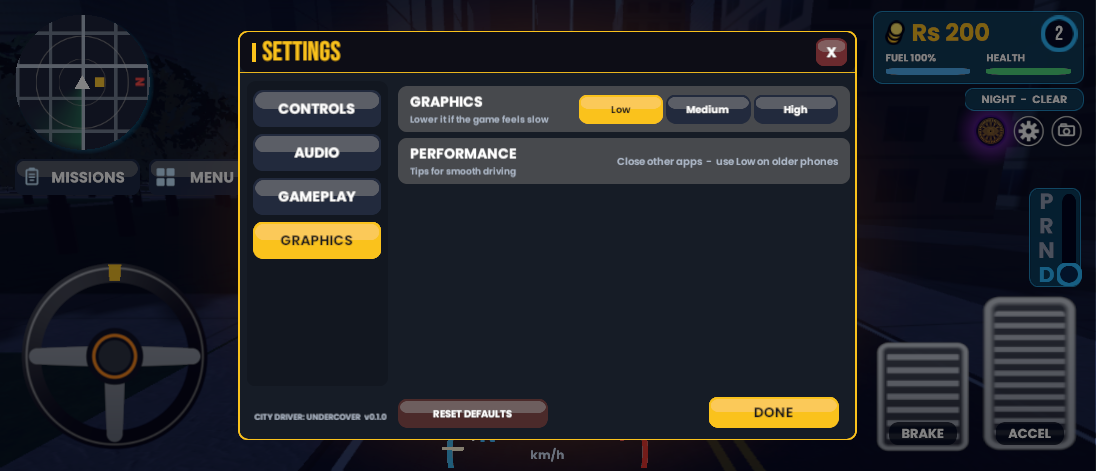 SETTINGS
X
CONTROLS
AUDIO
GAMEPLAY
GRAPHICS
GRAPHICS
Lower it if the game feels slow
Low
Medium
High
PERFORMANCE
Tips for smooth driving
Close other apps - use Low on older phones
CITY DRIVER: UNDERCOVER v0.1.0
RESET DEFAULTS
DONE
N
MISSIONS
MENU
Rs 200
2
FUEL 100%
HEALTH
NIGHT - CLEAR
P
R
N
D
BRAKE
ACCEL
km/h